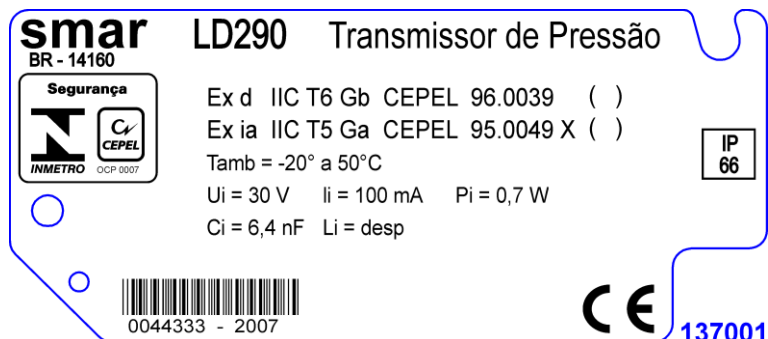 smar LD290 Transmissor de Pressão
BR - 14160
Segurança
INMETRO
CEPEL
OCP 0007
Ex d IIC T6 Gb CEPEL 96.0039 ( )
Ex ia IIC T5 Ga CEPEL 95.0049 X ( )
Tamb = -20° a 50°C
Ui = 30 V Ii = 100 mA Pi = 0,7 W
Ci = 6,4 nF Li = desp
IP
66
0044333 - 2007
CE
137001